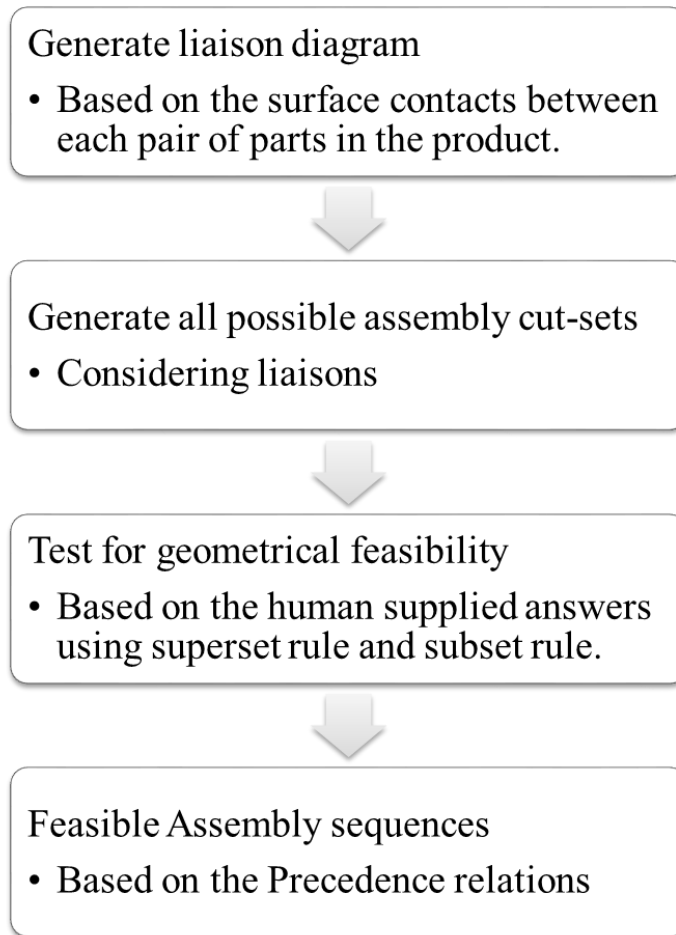 Generate liaison diagram
• Based on the surface contacts between
each pair of parts in the product.
Generate all possible assembly cut-sets
• Considering liaisons
Test for geometrical feasibility
• Based on the human supplied answers
using superset rule and subset rule.
Feasible Assembly sequences
• Based on the Precedence relations